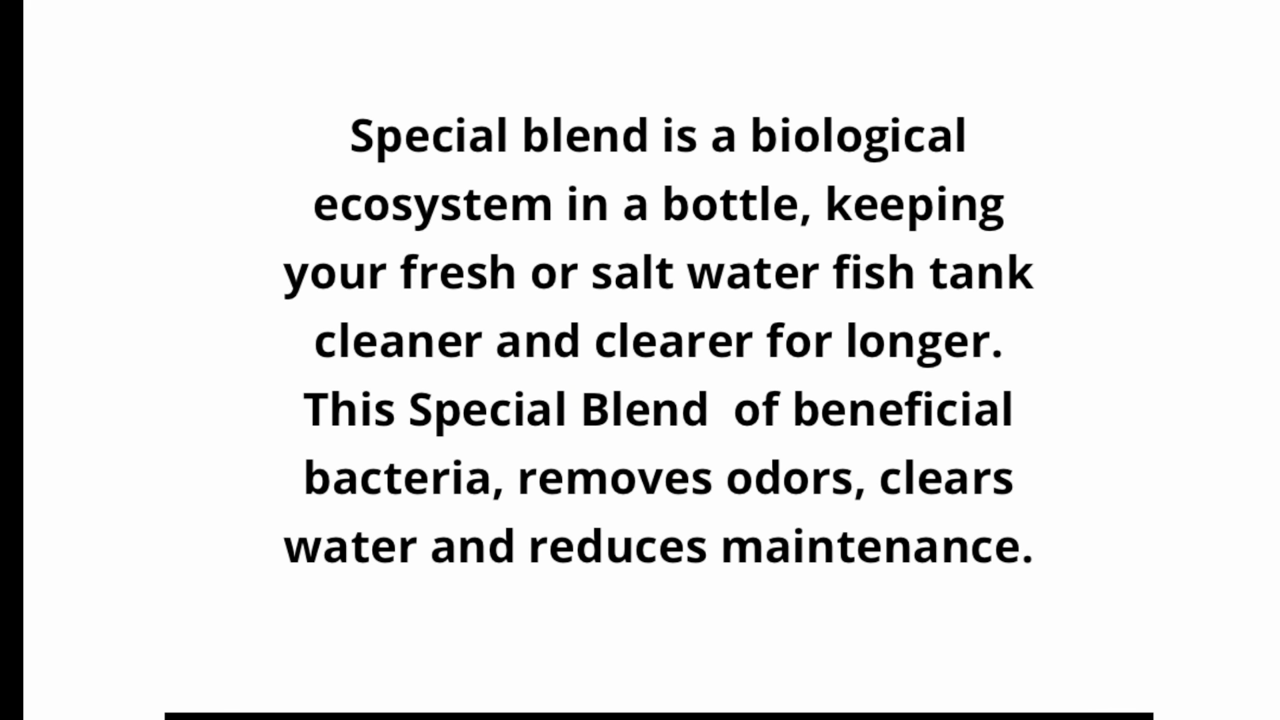 Special blend is a biological
ecosystem in a bottle, keeping
your fresh or salt water fish tank
cleaner and clearer for longer.
This Special Blend  of beneficial
bacteria, removes odors, clears
water and reduces maintenance.